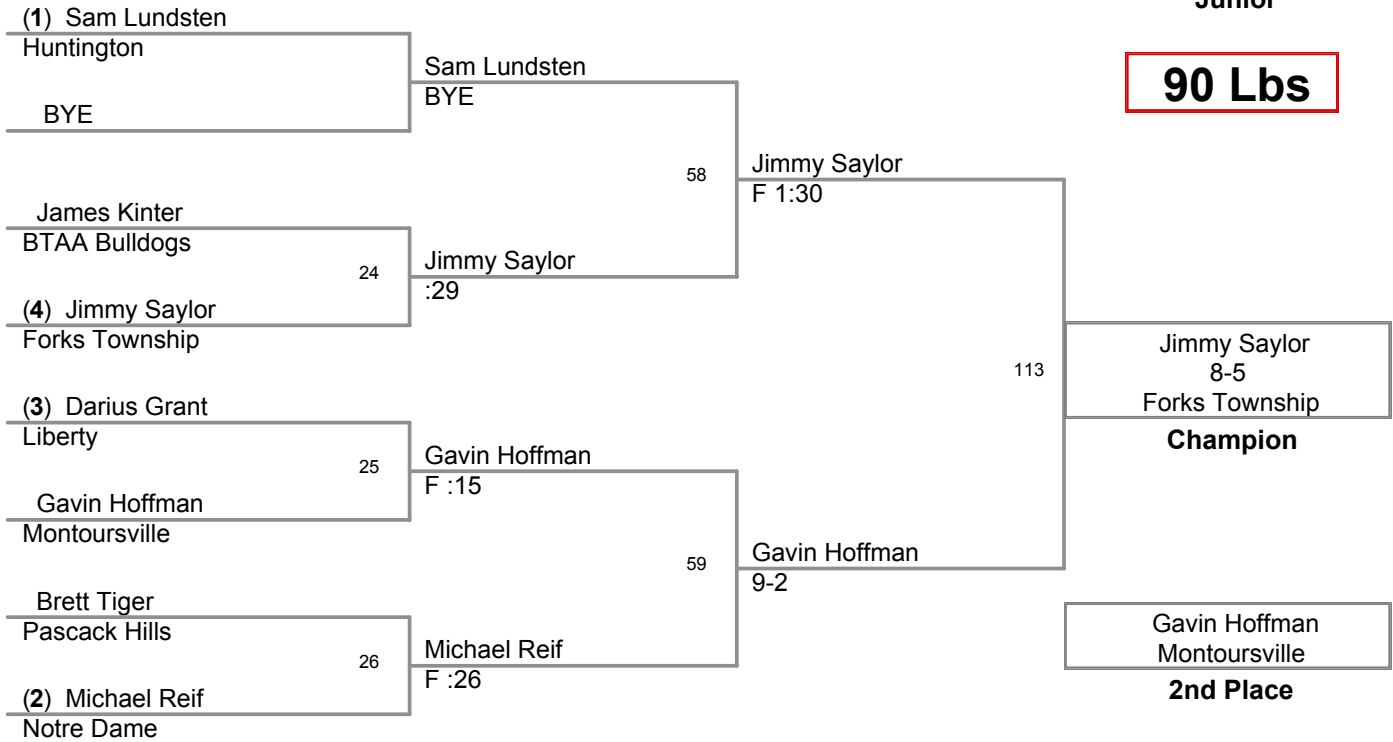 Junior
90 Lbs
(1) Sam Lundsten
Huntington
BYE
James Kinter
BTAA Bulldogs
24
(4) Jimmy Saylor
Forks Township
(3) Darius Grant
Liberty
25
Gavin Hoffman
Montoursville
Brett Tiger
Pascack Hills
26
(2) Michael Reif
Notre Dame
Sam Lundsten
BYE
58
Jimmy Saylor
:29
Gavin Hoffman
F :15
59
Michael Reif
F :26
Jimmy Saylor
F 1:30
113
Gavin Hoffman
9-2
Jimmy Saylor
8-5
Forks Township
Champion
Gavin Hoffman
Montoursville
2nd Place